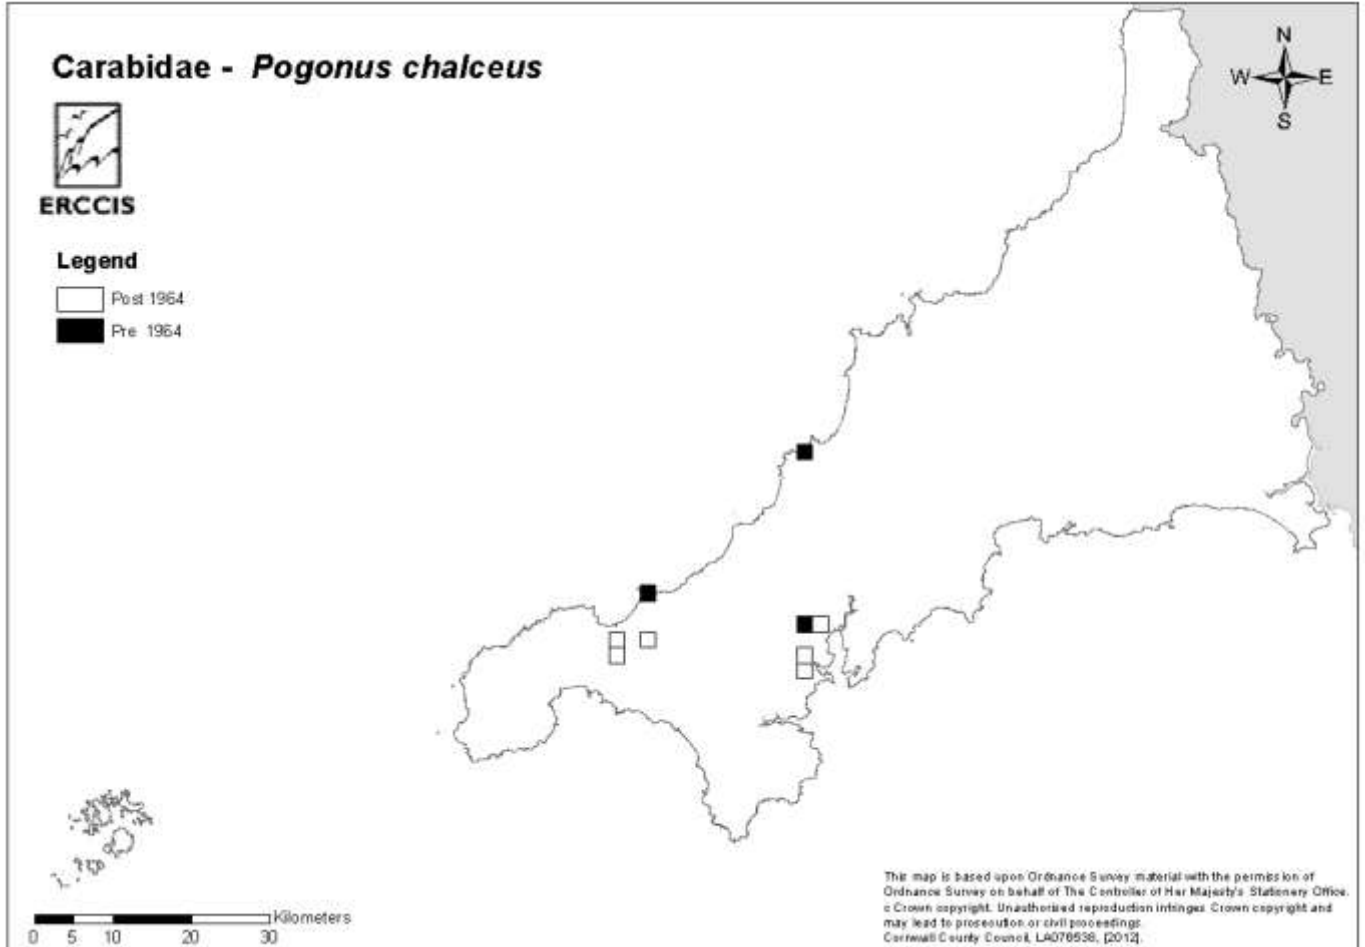 Carabidae - Pogonus chalceus
ERCCIS
Legend
Post 1964
Pre 1964
N
W E
S
Kilometers
0 5 10 20 30
This map is based upon Ordnance Survey material with the permission of
Ordnance Survey on behalf of The Controller of Her Majesty's Stationery Office.
c Crown copyright. Unauthorised reproduction infringes Crown copyright and
may lead to prosecution or civil proceedings.
Cornwall County Council, [2012].